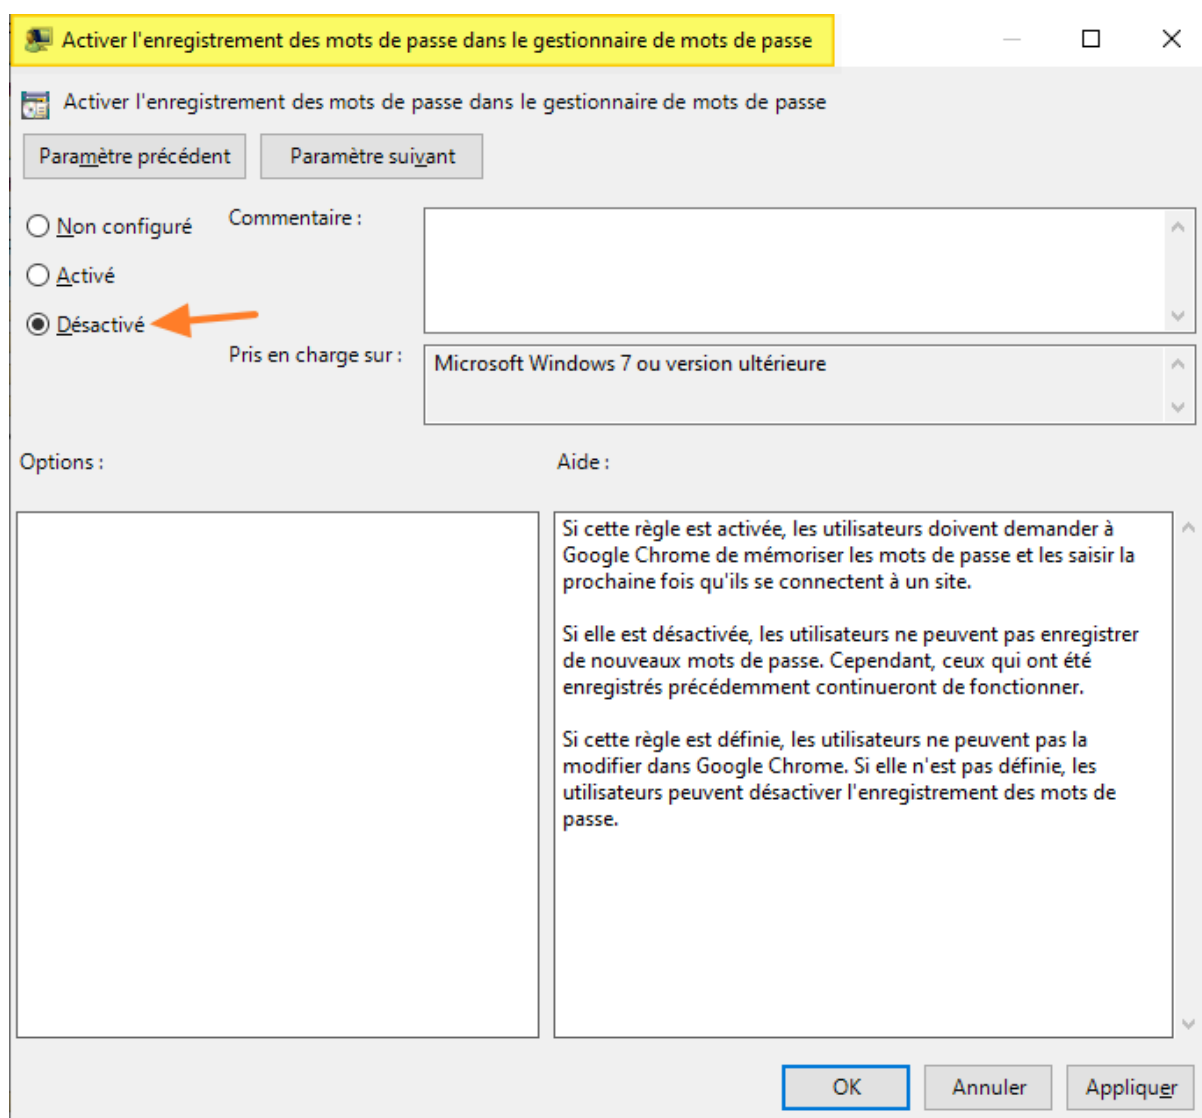 Activer l'enregistrement des mots de passe dans le gestionnaire de mots de passe
Activer l'enregistrement des mots de passe dans le gestionnaire de mots de passe
Paramètre précédent
Paramètre suivant
Non configuré
Commentaire :
Activé
Désactivé
Pris en charge sur :
Microsoft Windows 7 ou version ultérieure
Options :
Aide :
Si cette règle est activée, les utilisateurs doivent demander à
Google Chrome de mémoriser les mots de passe et les saisir la
prochaine fois qu'ils se connectent à un site.
Si elle est désactivée, les utilisateurs ne peuvent pas enregistrer
de nouveaux mots de passe. Cependant, ceux qui ont été
enregistrés précédemment continueront de fonctionner.
Si cette règle est définie, les utilisateurs ne peuvent pas la
modifier dans Google Chrome. Si elle n'est pas définie, les
utilisateurs peuvent désactiver l'enregistrement des mots de
passe.
OK
Annuler
Appliquer